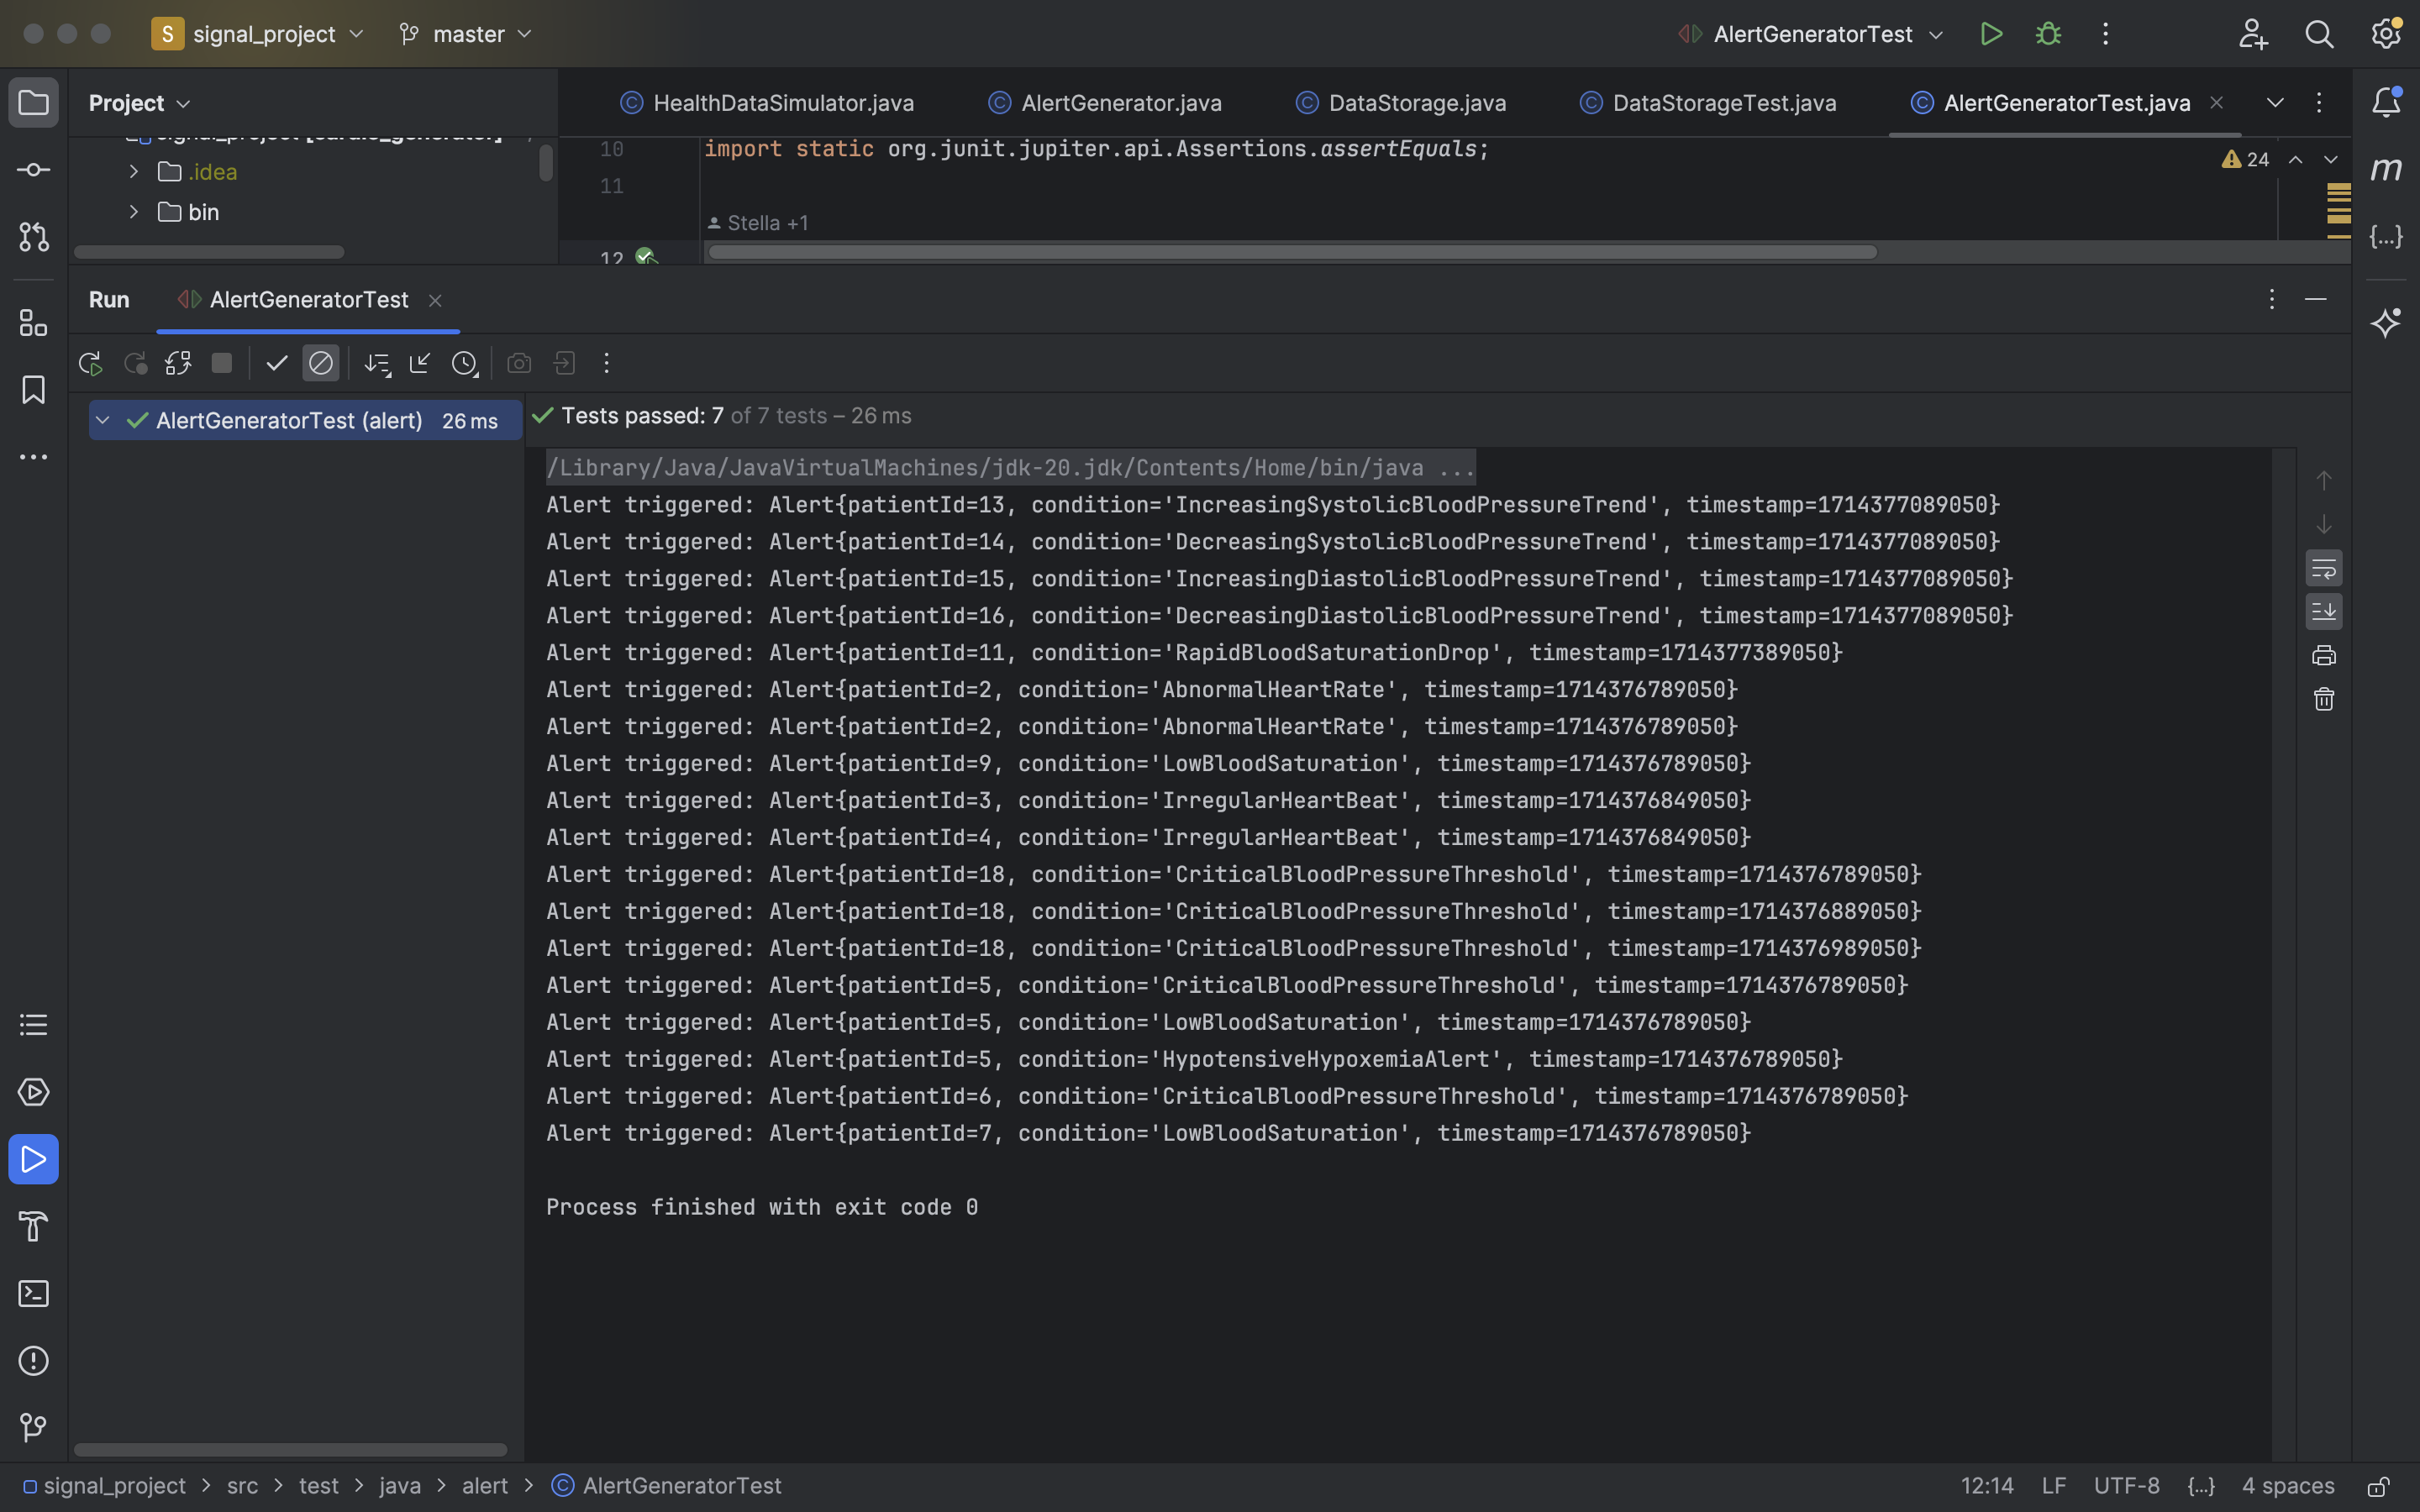 S signal_project master AlertGeneratorTest
Project HealthDataSimulator.java AlertGenerator.java DataStorage.java DataStorageTest.java AlertGeneratorTest.java
signal_project [cardio_generator]
10 import static org.junit.jupiter.api.Assertions.assertEquals;
24
.idea
11
bin
Stella +1
12
Run AlertGeneratorTest
AlertGeneratorTest (alert) 26 ms
Tests passed: 7 of 7 tests – 26 ms
/Library/Java/JavaVirtualMachines/jdk-20.jdk/Contents/Home/bin/java ...
Alert triggered: Alert{patientId=13, condition='IncreasingSystolicBloodPressureTrend', timestamp=1714377089050}
Alert triggered: Alert{patientId=14, condition='DecreasingSystolicBloodPressureTrend', timestamp=1714377089050}
Alert triggered: Alert{patientId=15, condition='IncreasingDiastolicBloodPressureTrend', timestamp=1714377089050}
Alert triggered: Alert{patientId=16, condition='DecreasingDiastolicBloodPressureTrend', timestamp=1714377089050}
Alert triggered: Alert{patientId=11, condition='RapidBloodSaturationDrop', timestamp=1714377389050}
Alert triggered: Alert{patientId=2, condition='AbnormalHeartRate', timestamp=1714376789050}
Alert triggered: Alert{patientId=2, condition='AbnormalHeartRate', timestamp=1714376789050}
Alert triggered: Alert{patientId=9, condition='LowBloodSaturation', timestamp=1714376789050}
Alert triggered: Alert{patientId=3, condition='IrregularHeartBeat', timestamp=1714376849050}
Alert triggered: Alert{patientId=4, condition='IrregularHeartBeat', timestamp=1714376849050}
Alert triggered: Alert{patientId=18, condition='CriticalBloodPressureThreshold', timestamp=1714376789050}
Alert triggered: Alert{patientId=18, condition='CriticalBloodPressureThreshold', timestamp=1714376889050}
Alert triggered: Alert{patientId=18, condition='CriticalBloodPressureThreshold', timestamp=1714376989050}
Alert triggered: Alert{patientId=5, condition='CriticalBloodPressureThreshold', timestamp=1714376789050}
Alert triggered: Alert{patientId=5, condition='LowBloodSaturation', timestamp=1714376789050}
Alert triggered: Alert{patientId=5, condition='HypotensiveHypoxemiaAlert', timestamp=1714376789050}
Alert triggered: Alert{patientId=6, condition='CriticalBloodPressureThreshold', timestamp=1714376789050}
Alert triggered: Alert{patientId=7, condition='LowBloodSaturation', timestamp=1714376789050}
Process finished with exit code 0
signal_project > src > test > java > alert > AlertGeneratorTest 12:14 LF UTF-8 {...} 4 spaces